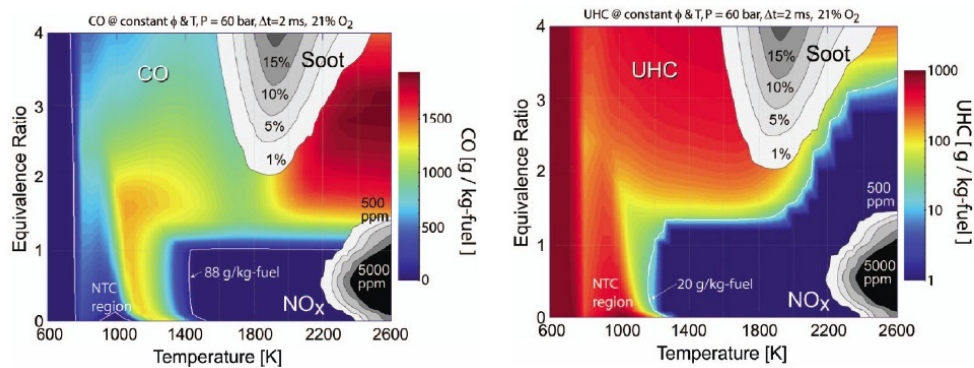 CO @ constant ϕ & T, P = 60 bar, Δt=2 ms, 21% O₂
4
3
2
1
0
Equivalence Ratio
CO
Soot
15%
10%
5%
1%
500
ppm
5000
ppm
NOₓ
88 g/kg-fuel
NTC
region
600 1000 1400 1800 2200 2600
Temperature [K]
1500
1000
500
0
CO [g / kg-fuel ]
UHC @ constant ϕ & T, P = 60 bar, Δt=2 ms, 21% O₂
4
3
2
1
0
Equivalence Ratio
UHC
Soot
15%
10%
5%
1%
500
ppm
5000
ppm
NOₓ
20 g/kg-fuel
NTC
region
600 1000 1400 1800 2200 2600
Temperature [K]
1000
100
10
1
UHC [ g / kg-fuel ]